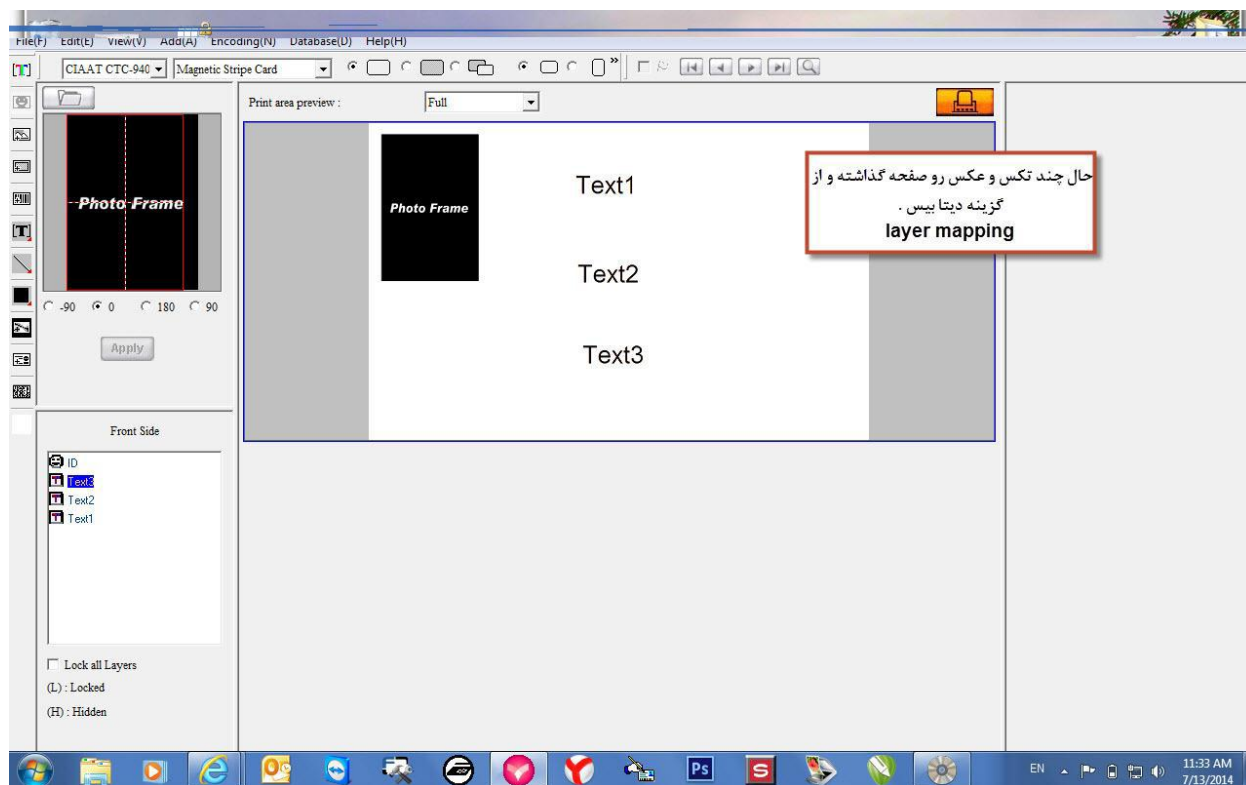 File(F) Edit(E) View(V) Add(A) Encoding(N) Database(D) Help(H)
CIAAT CTC-940 Magnetic Stripe Card
Print area preview : Full
Photo Frame
-90 0 180 90
Apply
Photo Frame
Text1
Text2
Text3
حال چند تکس و عکس رو صفحه گذاشته و از
گزینه دیتا بیس .
layer mapping
Front Side
ID
Text3
Text2
Text1
Lock all Layers
(L) : Locked
(H) : Hidden
Ps
S
EN
11:33 AM
7/13/2014